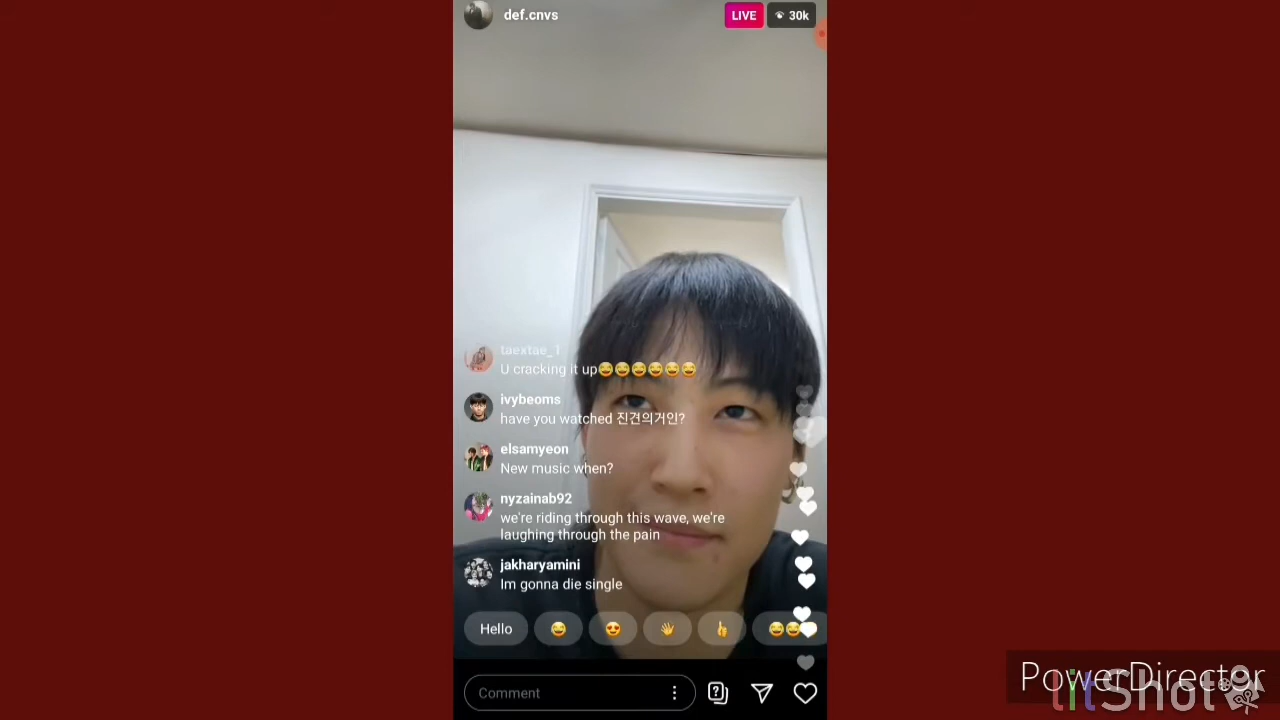 def.cnvs
LIVE
30k
taextae_1
U cracking it up😂😂😂😂😂😂
ivybeoms
have you watched 진견의거인?
elsamyeon
New music when?
nyzainab92
we're riding through this wave, we're
laughing through the pain
jakharyamini
Im gonna die single
Hello
Comment
PowerDirector
litShot